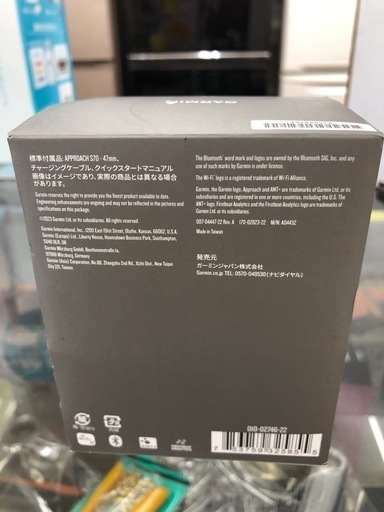 GARMIN
標準付属品: APPROACH S70 - 47mm、
チャージングケーブル、クイックスタートマニュアル
画像はイメージであり、実際の商品とは異なる場合
があります。
Garmin reserves the right to provide you the finest product available to date.
Engineering enhancements are ongoing and may not be reflected in the pictures and
text contained herein.
©2023 Garmin Ltd. or its subsidiaries. All rights reserved.
Garmin International, Inc., 1200 East 151st Street, Olathe, Kansas, 66062, U.S.
Garmin (Europe) Ltd., Liberty House, Hounsdown Business Park, Southampton,
SO40 9LR, UK
Garmin Würzburg GmbH, Beethovenstraße
97080 Würzburg, Germany
Garmin (Asia) Corporation, No. 68, Zhangshu 2nd Rd., Xizhi Dist., New Taipei
City 221, Taiwan
The Bluetooth® word mark and logos are owned by the Bluetooth SIG, Inc. and any
use is under license.
The Wi-Fi® logo is a registered trademark of Wi-Fi Alliance.
Garmin, the Garmin logo, Approach and ANT+ are trademarks of Garmin Ltd. or
its subsidiaries and are registered in one or more countries, including the U.S. The
ANT+ logo, Firstbeat and Firstbeat Analytics logo are trademarks of Garmin Ltd. or its subsidiaries.
Rev. A
M/N: A04432
Made in Taiwan
発売元
ガーミンジャパン株式会社
Garmin.co.jp TEL: 0570-049530 (ナビダイヤル)
010-02746-22
7 53759 32585 5